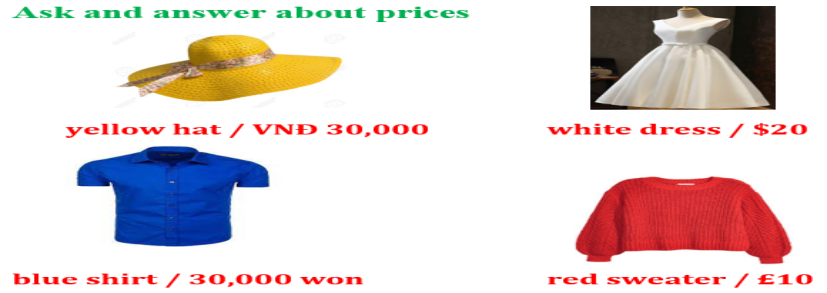 Ask and answer about prices
yellow hat / VNĐ 30,000
white dress / $20
blue shirt / 30,000 won
red sweater / £10